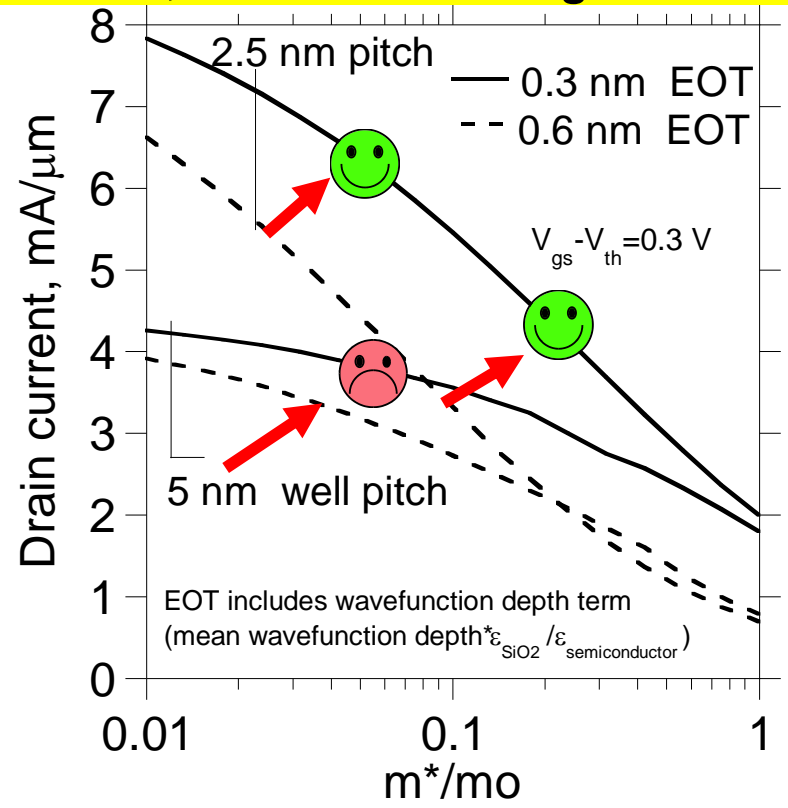 8
7
6
5
4
3
2
1
0
Drain current, mA/μm
2.5 nm pitch
0.3 nm EOT
0.6 nm EOT
V_gs-V_th=0.3 V
5 nm well pitch
EOT includes wavefunction depth term
(mean wavefunction depth*ε_SiO2/ε_semiconductor)
0.01 0.1 1
m*/mo